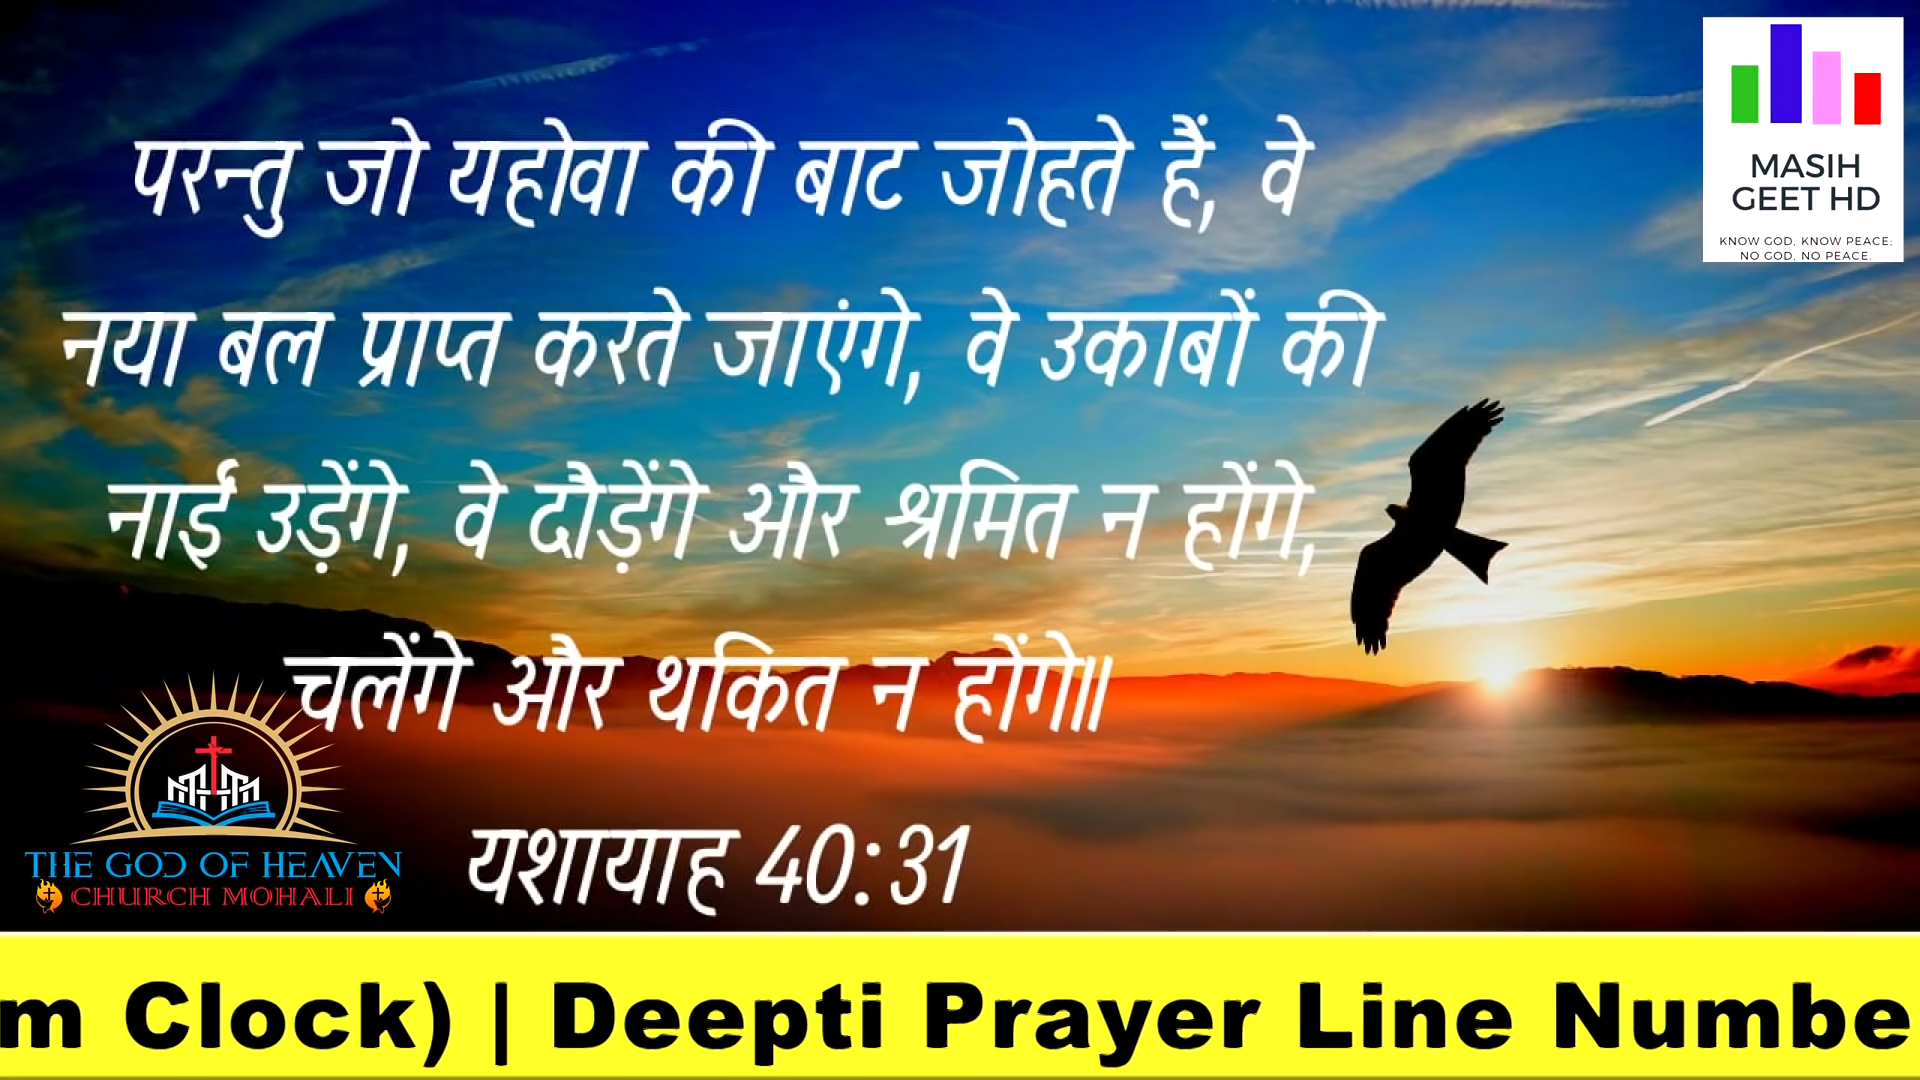 परन्तु जो यहोवा की बाट जोहते हैं, वे
नया बल प्राप्त करते जाएंगे, वे उकाबों की
नाईं उड़ेंगे, वे दौड़ेंगे और श्रमित न होंगे,
चलेंगे और थकित न होंगे॥
यशायाह 40:31
MASIH
GEET HD
KNOW GOD, KNOW PEACE;
NO GOD, NO PEACE.
THE GOD OF HEAVEN
CHURCH MOHALI
m Clock) | Deepti Prayer Line Numbe